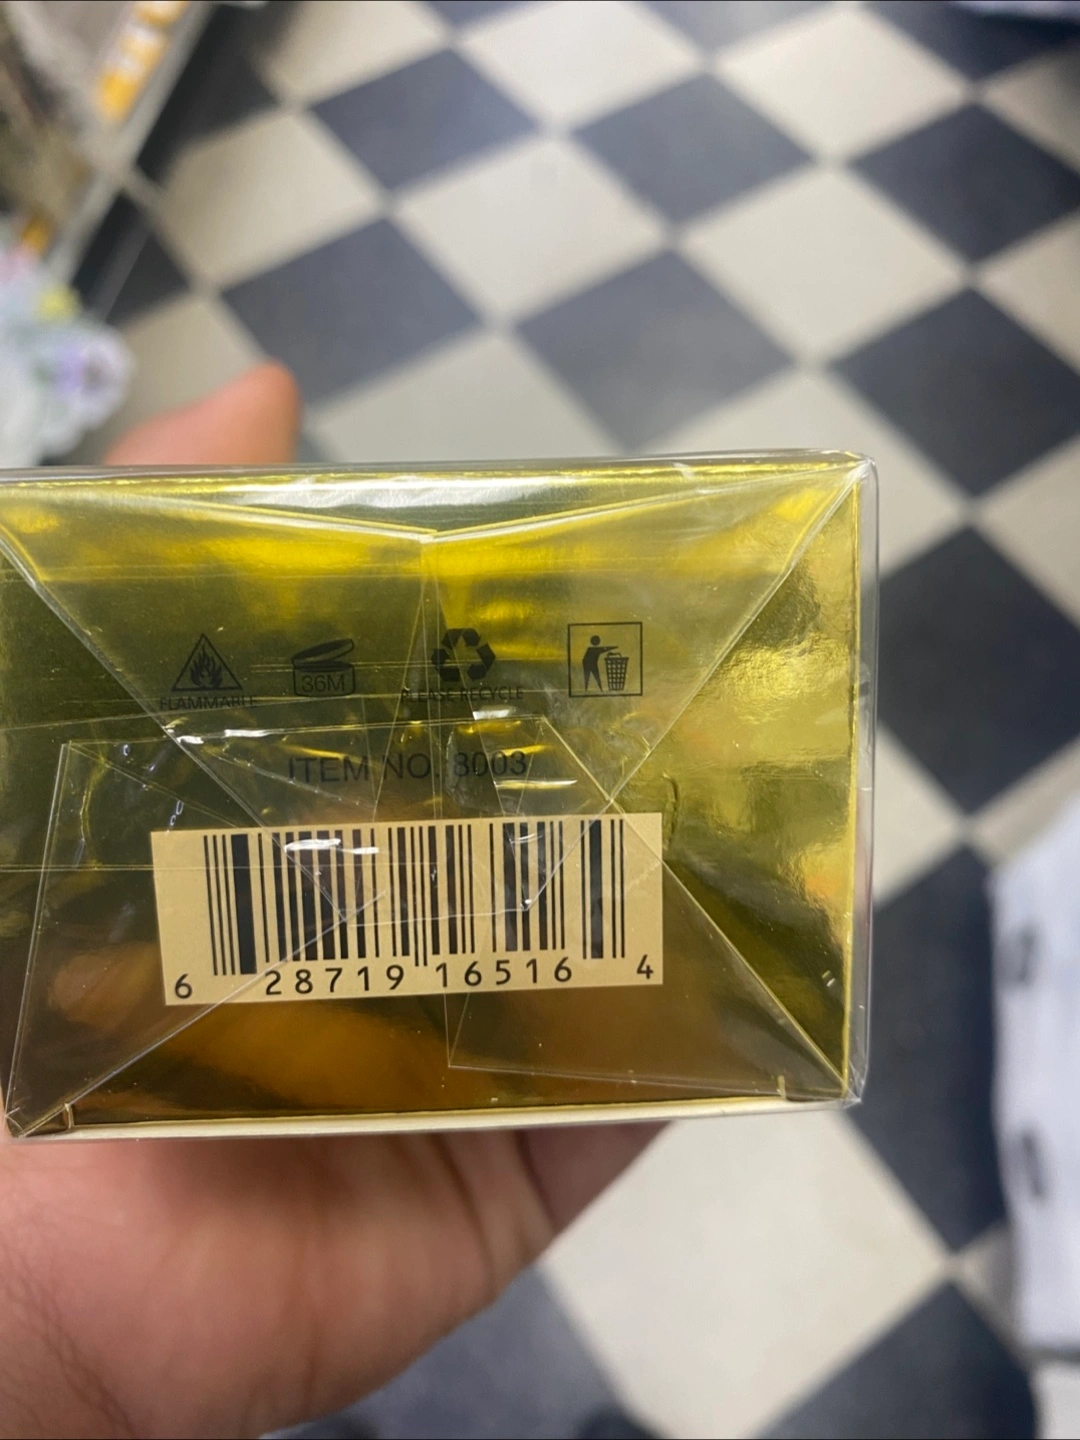 FLAMMABLE
36M
PLEASE RECYCLE
ITEM NO. 8003
6 28719 16516 4